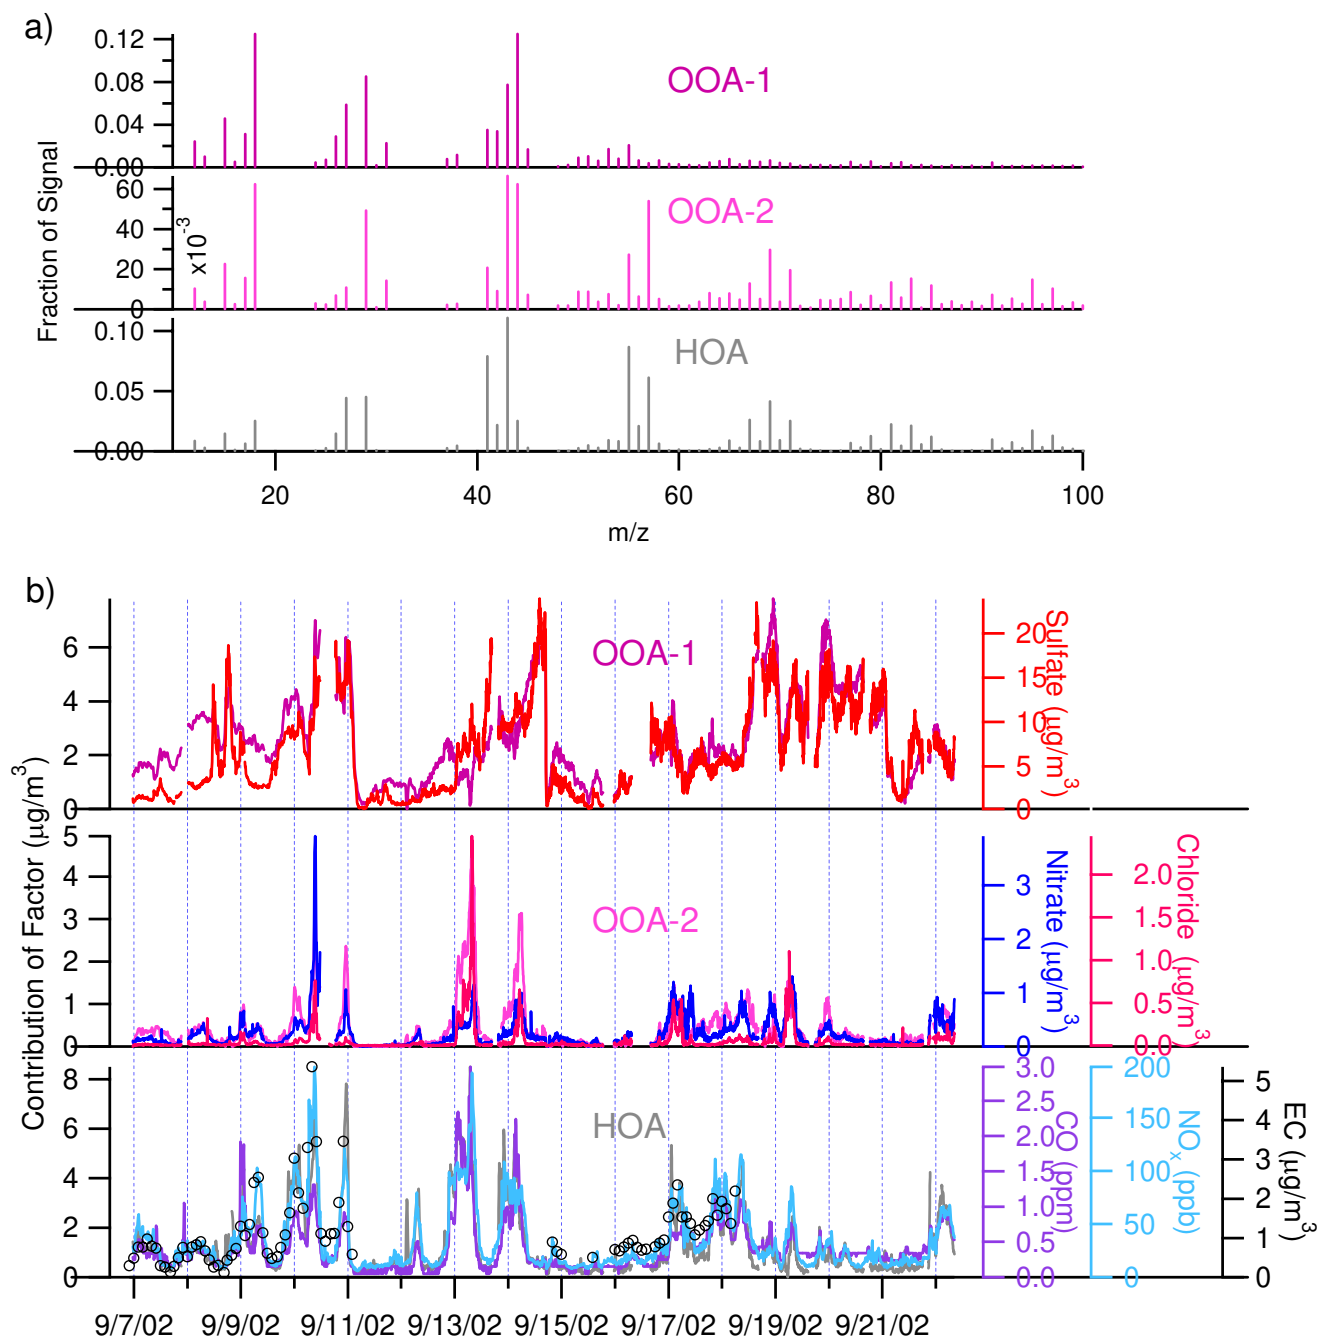 a)
Fraction of Signal
0.12
0.08
0.04
0.00
OOA-1
x10-3
60
40
20
0
OOA-2
0.10
0.05
0.00
HOA
20 40 60 80 100
m/z
b)
Contribution of Factor (μg/m3)
6
4
2
0
OOA-1
20
15
10
5
0
Sulfate (μg/m3)
5
4
3
2
1
0
OOA-2
3
2
1
0
Nitrate (μg/m3)
2.0
1.5
1.0
0.5
0.0
Chloride (μg/m3)
8
6
4
2
0
HOA
3.0
2.5
2.0
1.5
1.0
0.5
0.0
CO (ppm)
200
150
100
50
0
NOx (ppb)
5
4
3
2
1
0
EC (μg/m3)
9/7/02 9/9/02 9/11/02 9/13/02 9/15/02 9/17/02 9/19/02 9/21/02